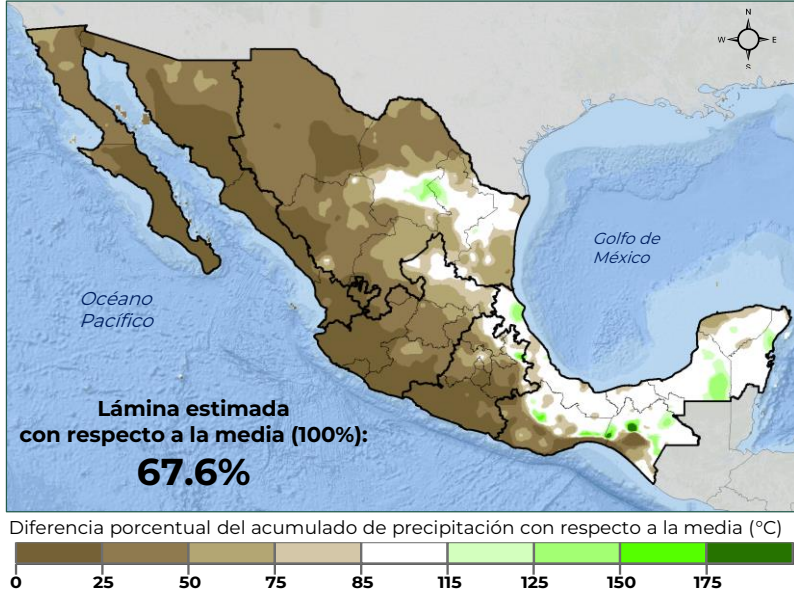 N
W E
S
Golfo de
México
Océano
Pacífico
Lámina estimada
con respecto a la media (100%):
67.6%
Diferencia porcentual del acumulado de precipitación con respecto a la media (°C)
0 25 50 75 85 115 125 150 175